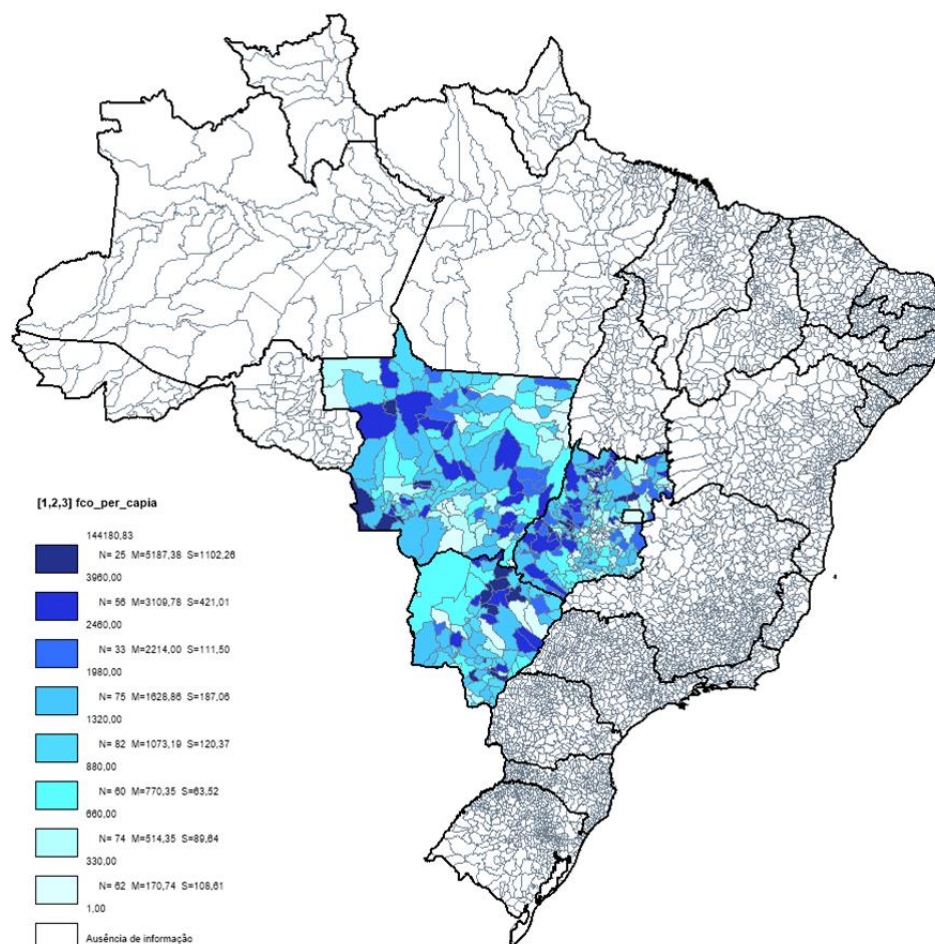 [1,2,3] fco_per_capia
144180,83
N= 25 M=5187,38 S=1102,26
3960,00
N= 56 M=3109,78 S=421,01
2460,00
N= 33 M=2214,00 S=111,50
1980,00
N= 75 M=1628,86 S=187,06
1320,00
N= 82 M=1073,19 S=120,37
880,00
N= 60 M=770,35 S=63,52
660,00
N= 74 M=514,35 S=89,64
330,00
N= 62 M=170,74 S=108,61
1,00
Ausência de informação